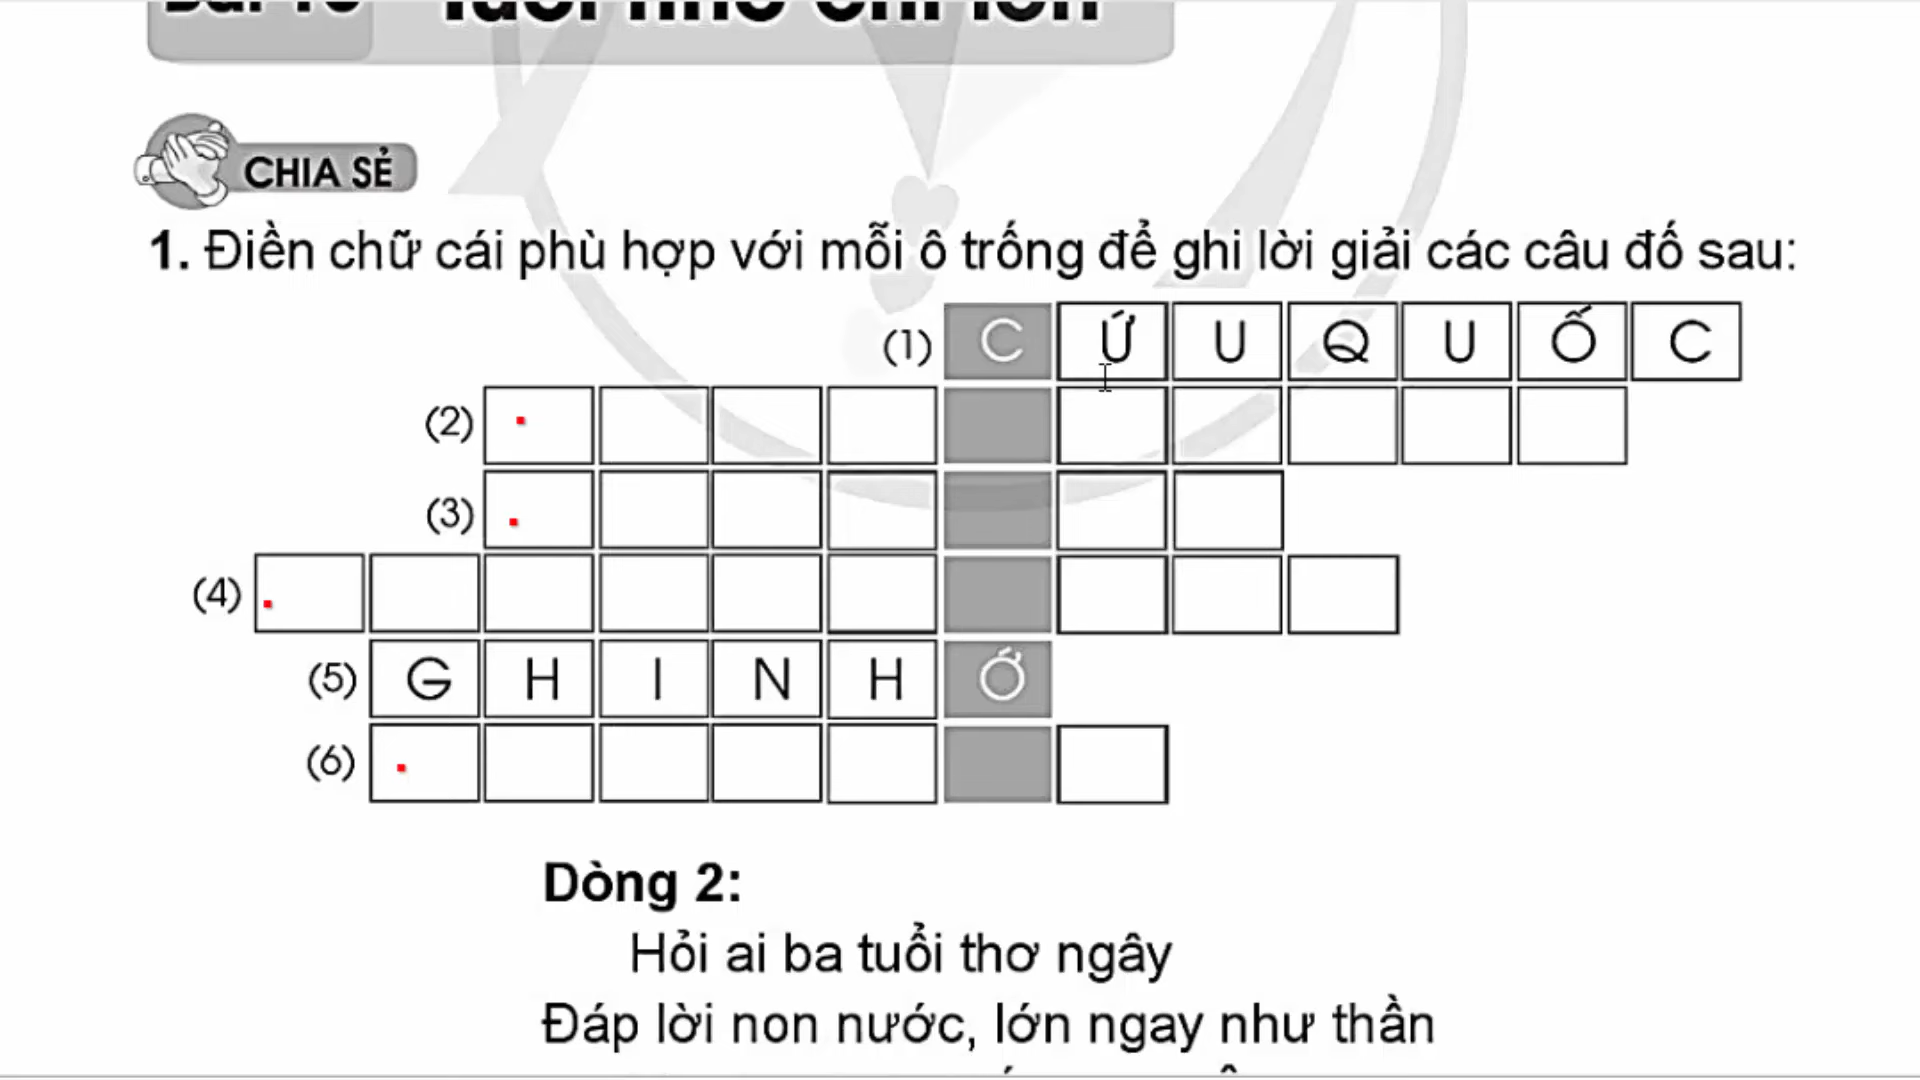 CHIA SẺ
1. Điền chữ cái phù hợp với mỗi ô trống để ghi lời giải các câu đố sau:
(1) C Ứ U Q U Ố C
(2)
(3)
(4)
(5) G H I N H Ớ
(6)
Dòng 2:
Hỏi ai ba tuổi thơ ngây
Đáp lời non nước, lớn ngay như thần